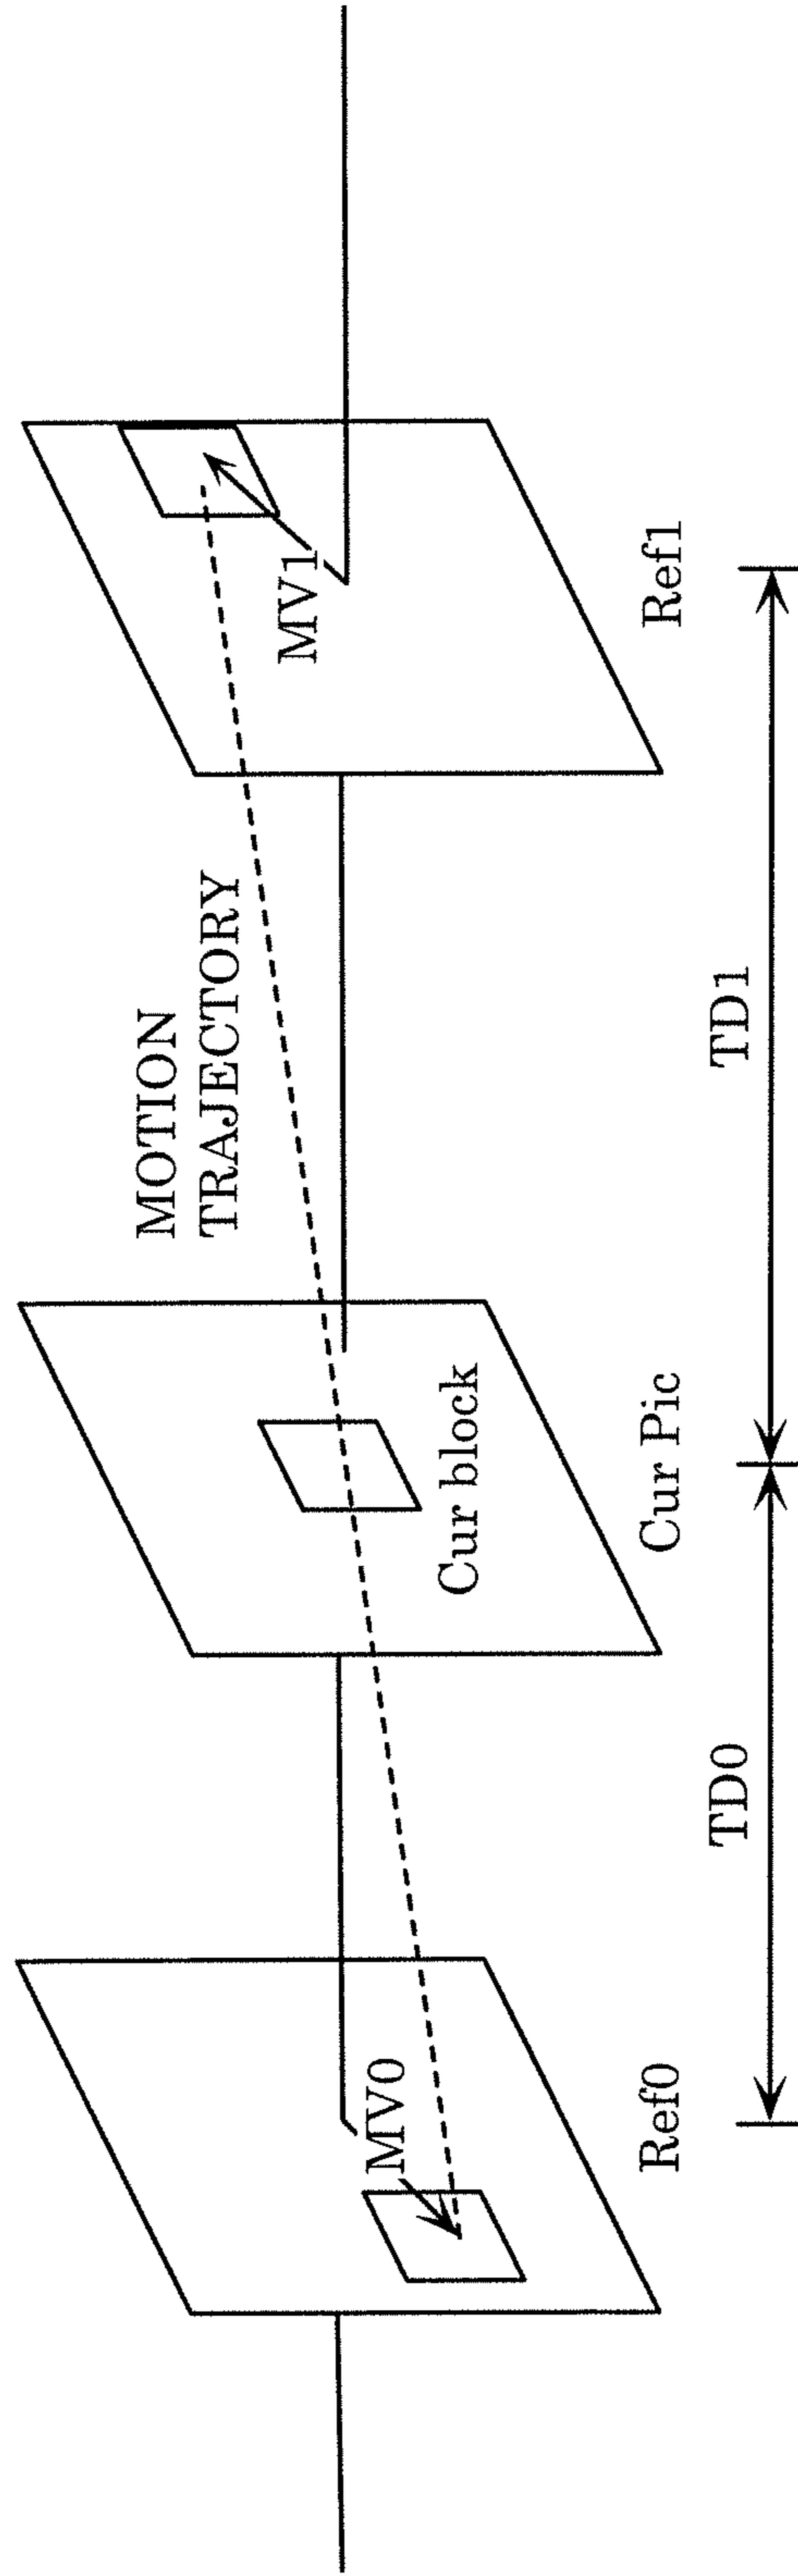 MOTION
TRAJECTORY
MV0
MV1
Cur block
Ref0
Cur Pic
Ref1
TD0
TD1